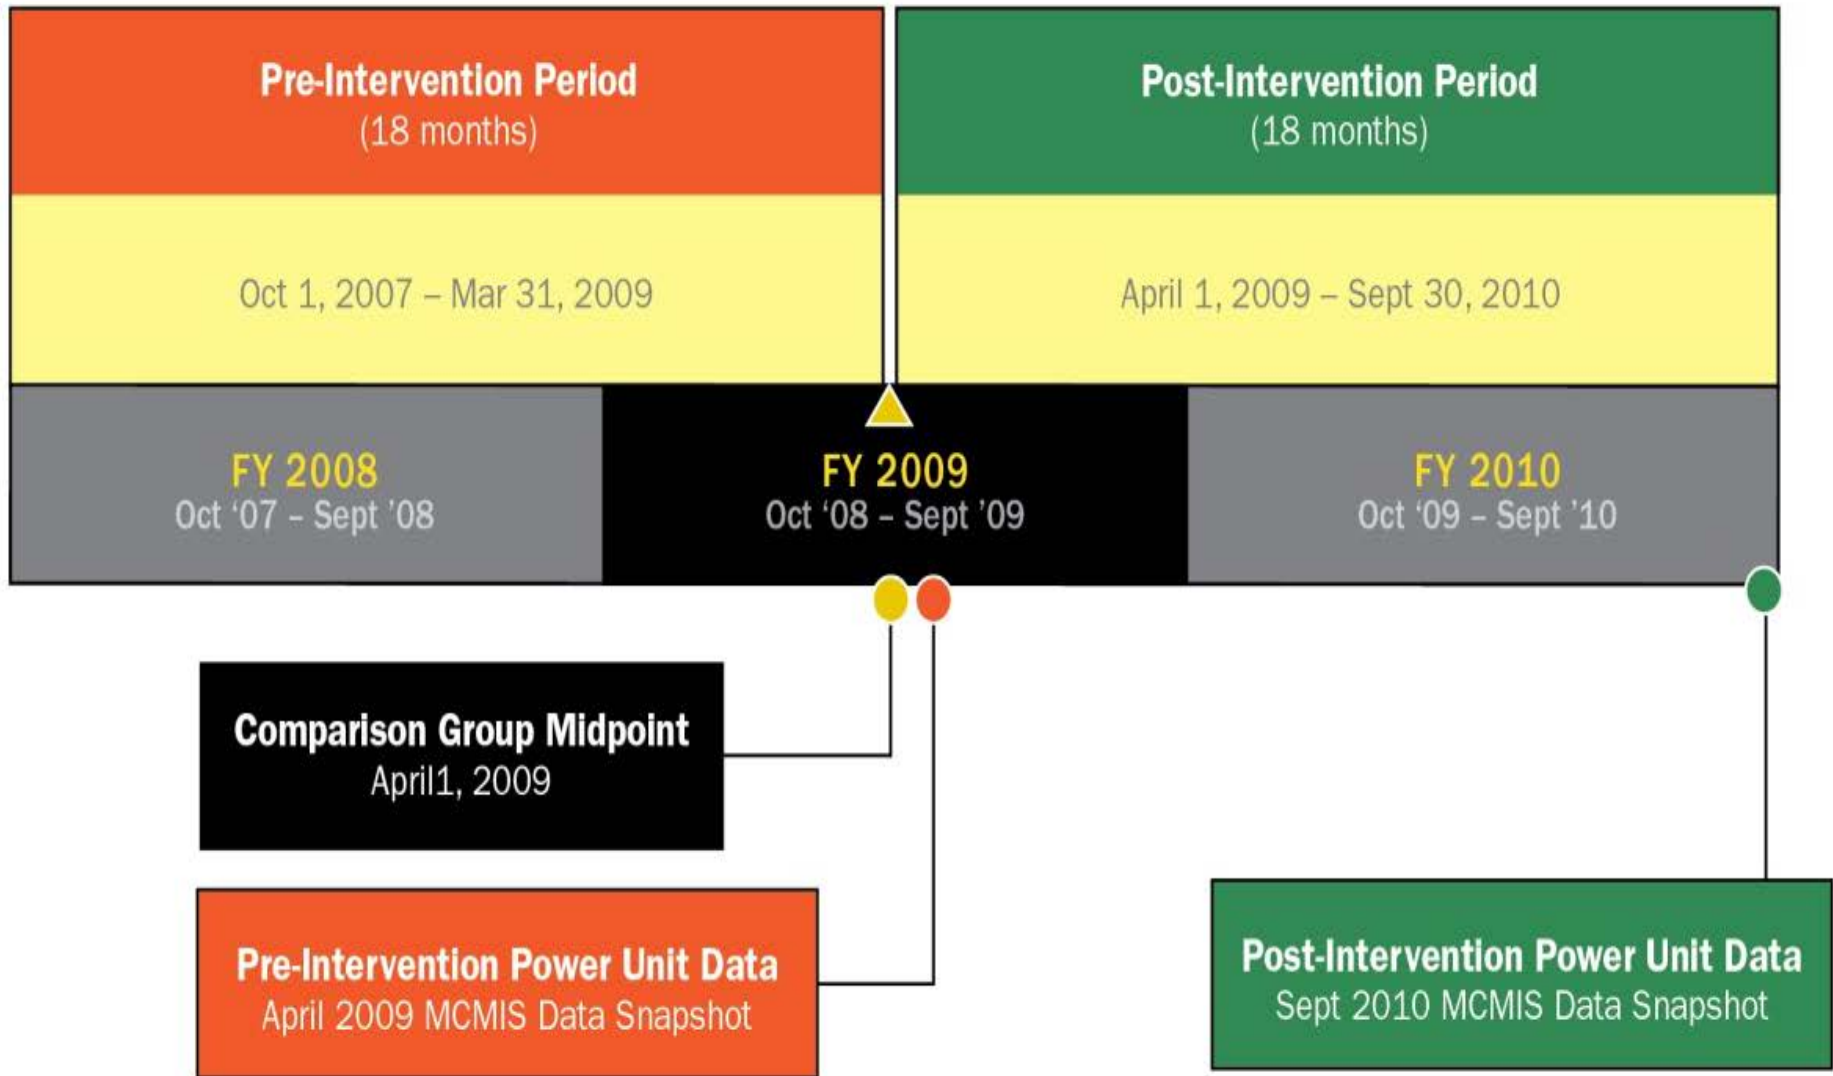 Pre-Intervention Period
(18 months)
Oct 1, 2007 – Mar 31, 2009
Post-Intervention Period
(18 months)
April 1, 2009 – Sept 30, 2010
FY 2008
Oct ‘07 – Sept ’08
FY 2009
Oct ‘08 – Sept ’09
FY 2010
Oct ‘09 – Sept ’10
Comparison Group Midpoint
April1, 2009
Pre-Intervention Power Unit Data
April 2009 MCMIS Data Snapshot
Post-Intervention Power Unit Data
Sept 2010 MCMIS Data Snapshot